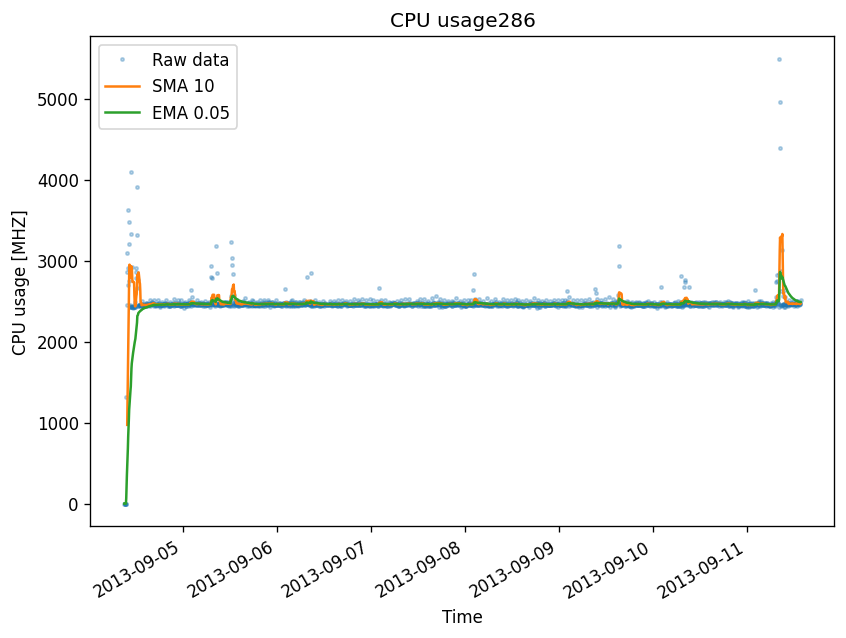 CPU usage286
Raw data
SMA 10
EMA 0.05
CPU usage [MHZ]
5000
4000
3000
2000
1000
0
2013-09-05
2013-09-06
2013-09-07
2013-09-08
2013-09-09
2013-09-10
2013-09-11
Time